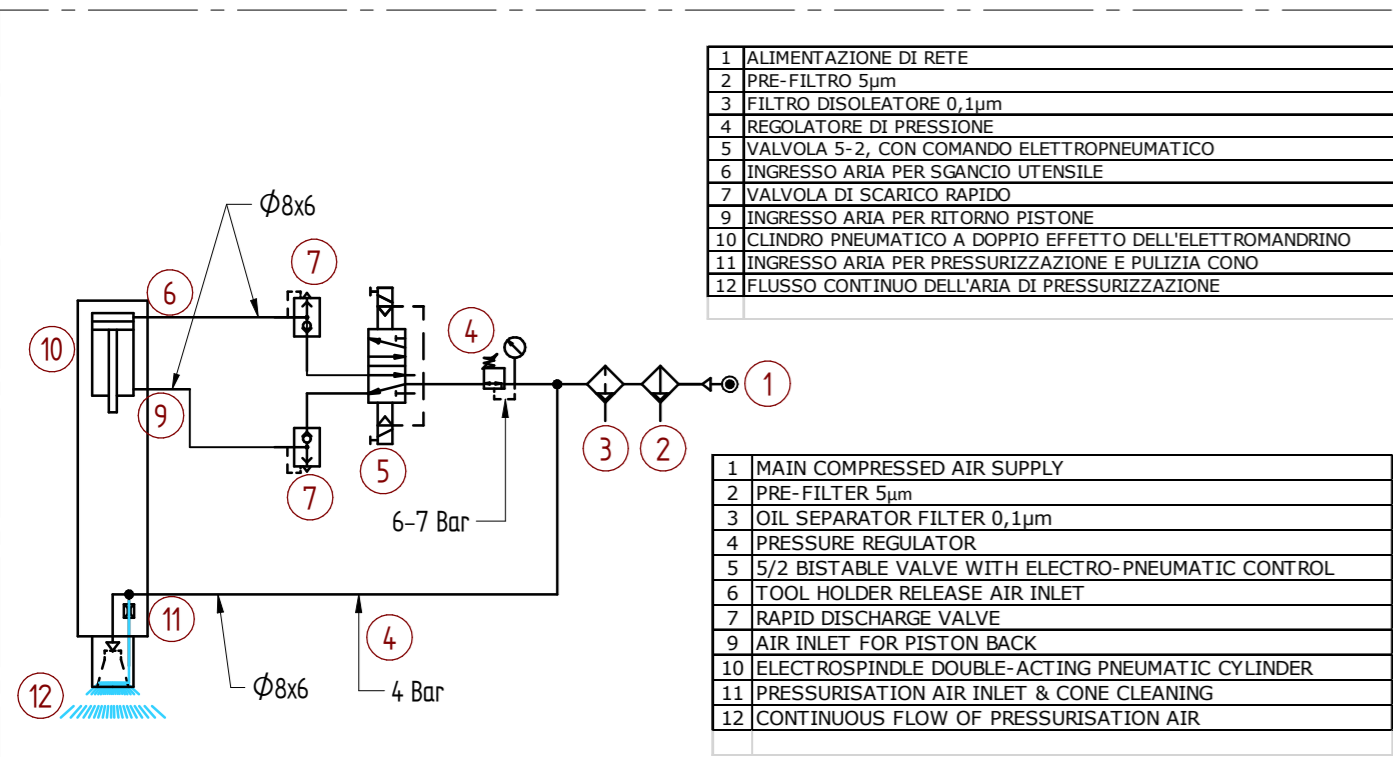 1 ALIMENTAZIONE DI RETE
2 PRE-FILTRO 5µm
3 FILTRO DISOLEATORE 0,1µm
4 REGOLATORE DI PRESSIONE
5 VALVOLA 5-2, CON COMANDO ELETTROPNEUMATICO
6 INGRESSO ARIA PER SGANCIO UTENSILE
7 VALVOLA DI SCARICO RAPIDO
9 INGRESSO ARIA PER RITORNO PISTONE
10 CLINDRO PNEUMATICO A DOPPIO EFFETTO DELL'ELETTROMANDRINO
11 INGRESSO ARIA PER PRESSURIZZAZIONE E PULIZIA CONO
12 FLUSSO CONTINUO DELL'ARIA DI PRESSURIZZAZIONE
Φ8x6
7
6
4
10
1
9
3
2
5
7
6-7 Bar
11
4
12
Φ8x6
4 Bar
1 MAIN COMPRESSED AIR SUPPLY
2 PRE-FILTER 5µm
3 OIL SEPARATOR FILTER 0,1µm
4 PRESSURE REGULATOR
5 5/2 BISTABLE VALVE WITH ELECTRO-PNEUMATIC CONTROL
6 TOOL HOLDER RELEASE AIR INLET
7 RAPID DISCHARGE VALVE
9 AIR INLET FOR PISTON BACK
10 ELECTROSPINDLE DOUBLE-ACTING PNEUMATIC CYLINDER
11 PRESSURISATION AIR INLET & CONE CLEANING
12 CONTINUOUS FLOW OF PRESSURISATION AIR